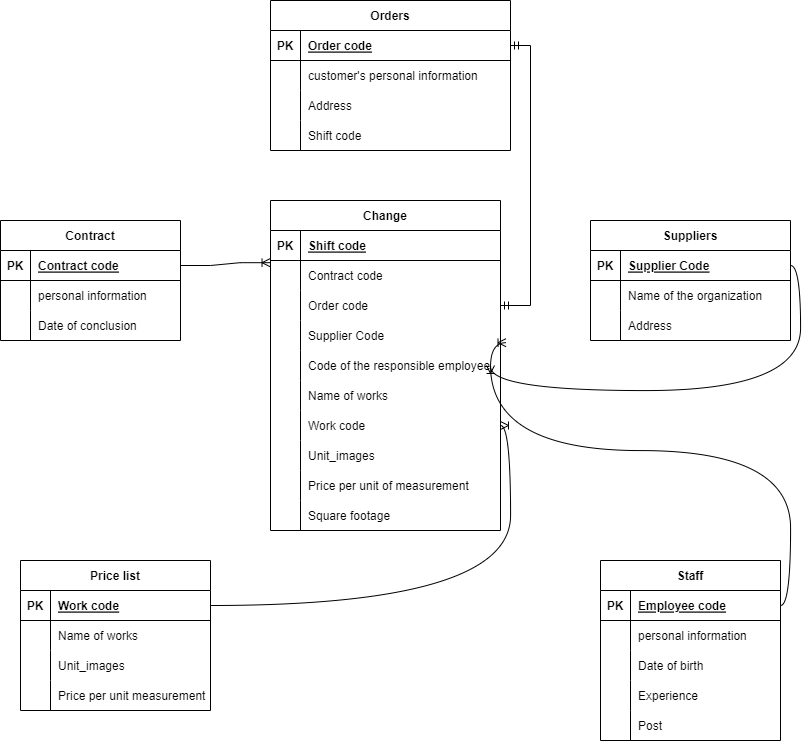 Orders
PK Order code
customer's personal information
Address
Shift code
Change
PK Shift code
Contract code
Order code
Supplier Code
Code of the responsible employee
Name of works
Work code
Unit_images
Price per unit of measurement
Square footage
Contract
PK Contract code
personal information
Date of conclusion
Suppliers
PK Supplier Code
Name of the organization
Address
Price list
PK Work code
Name of works
Unit_images
Price per unit measurement
Staff
PK Employee code
personal information
Date of birth
Experience
Post